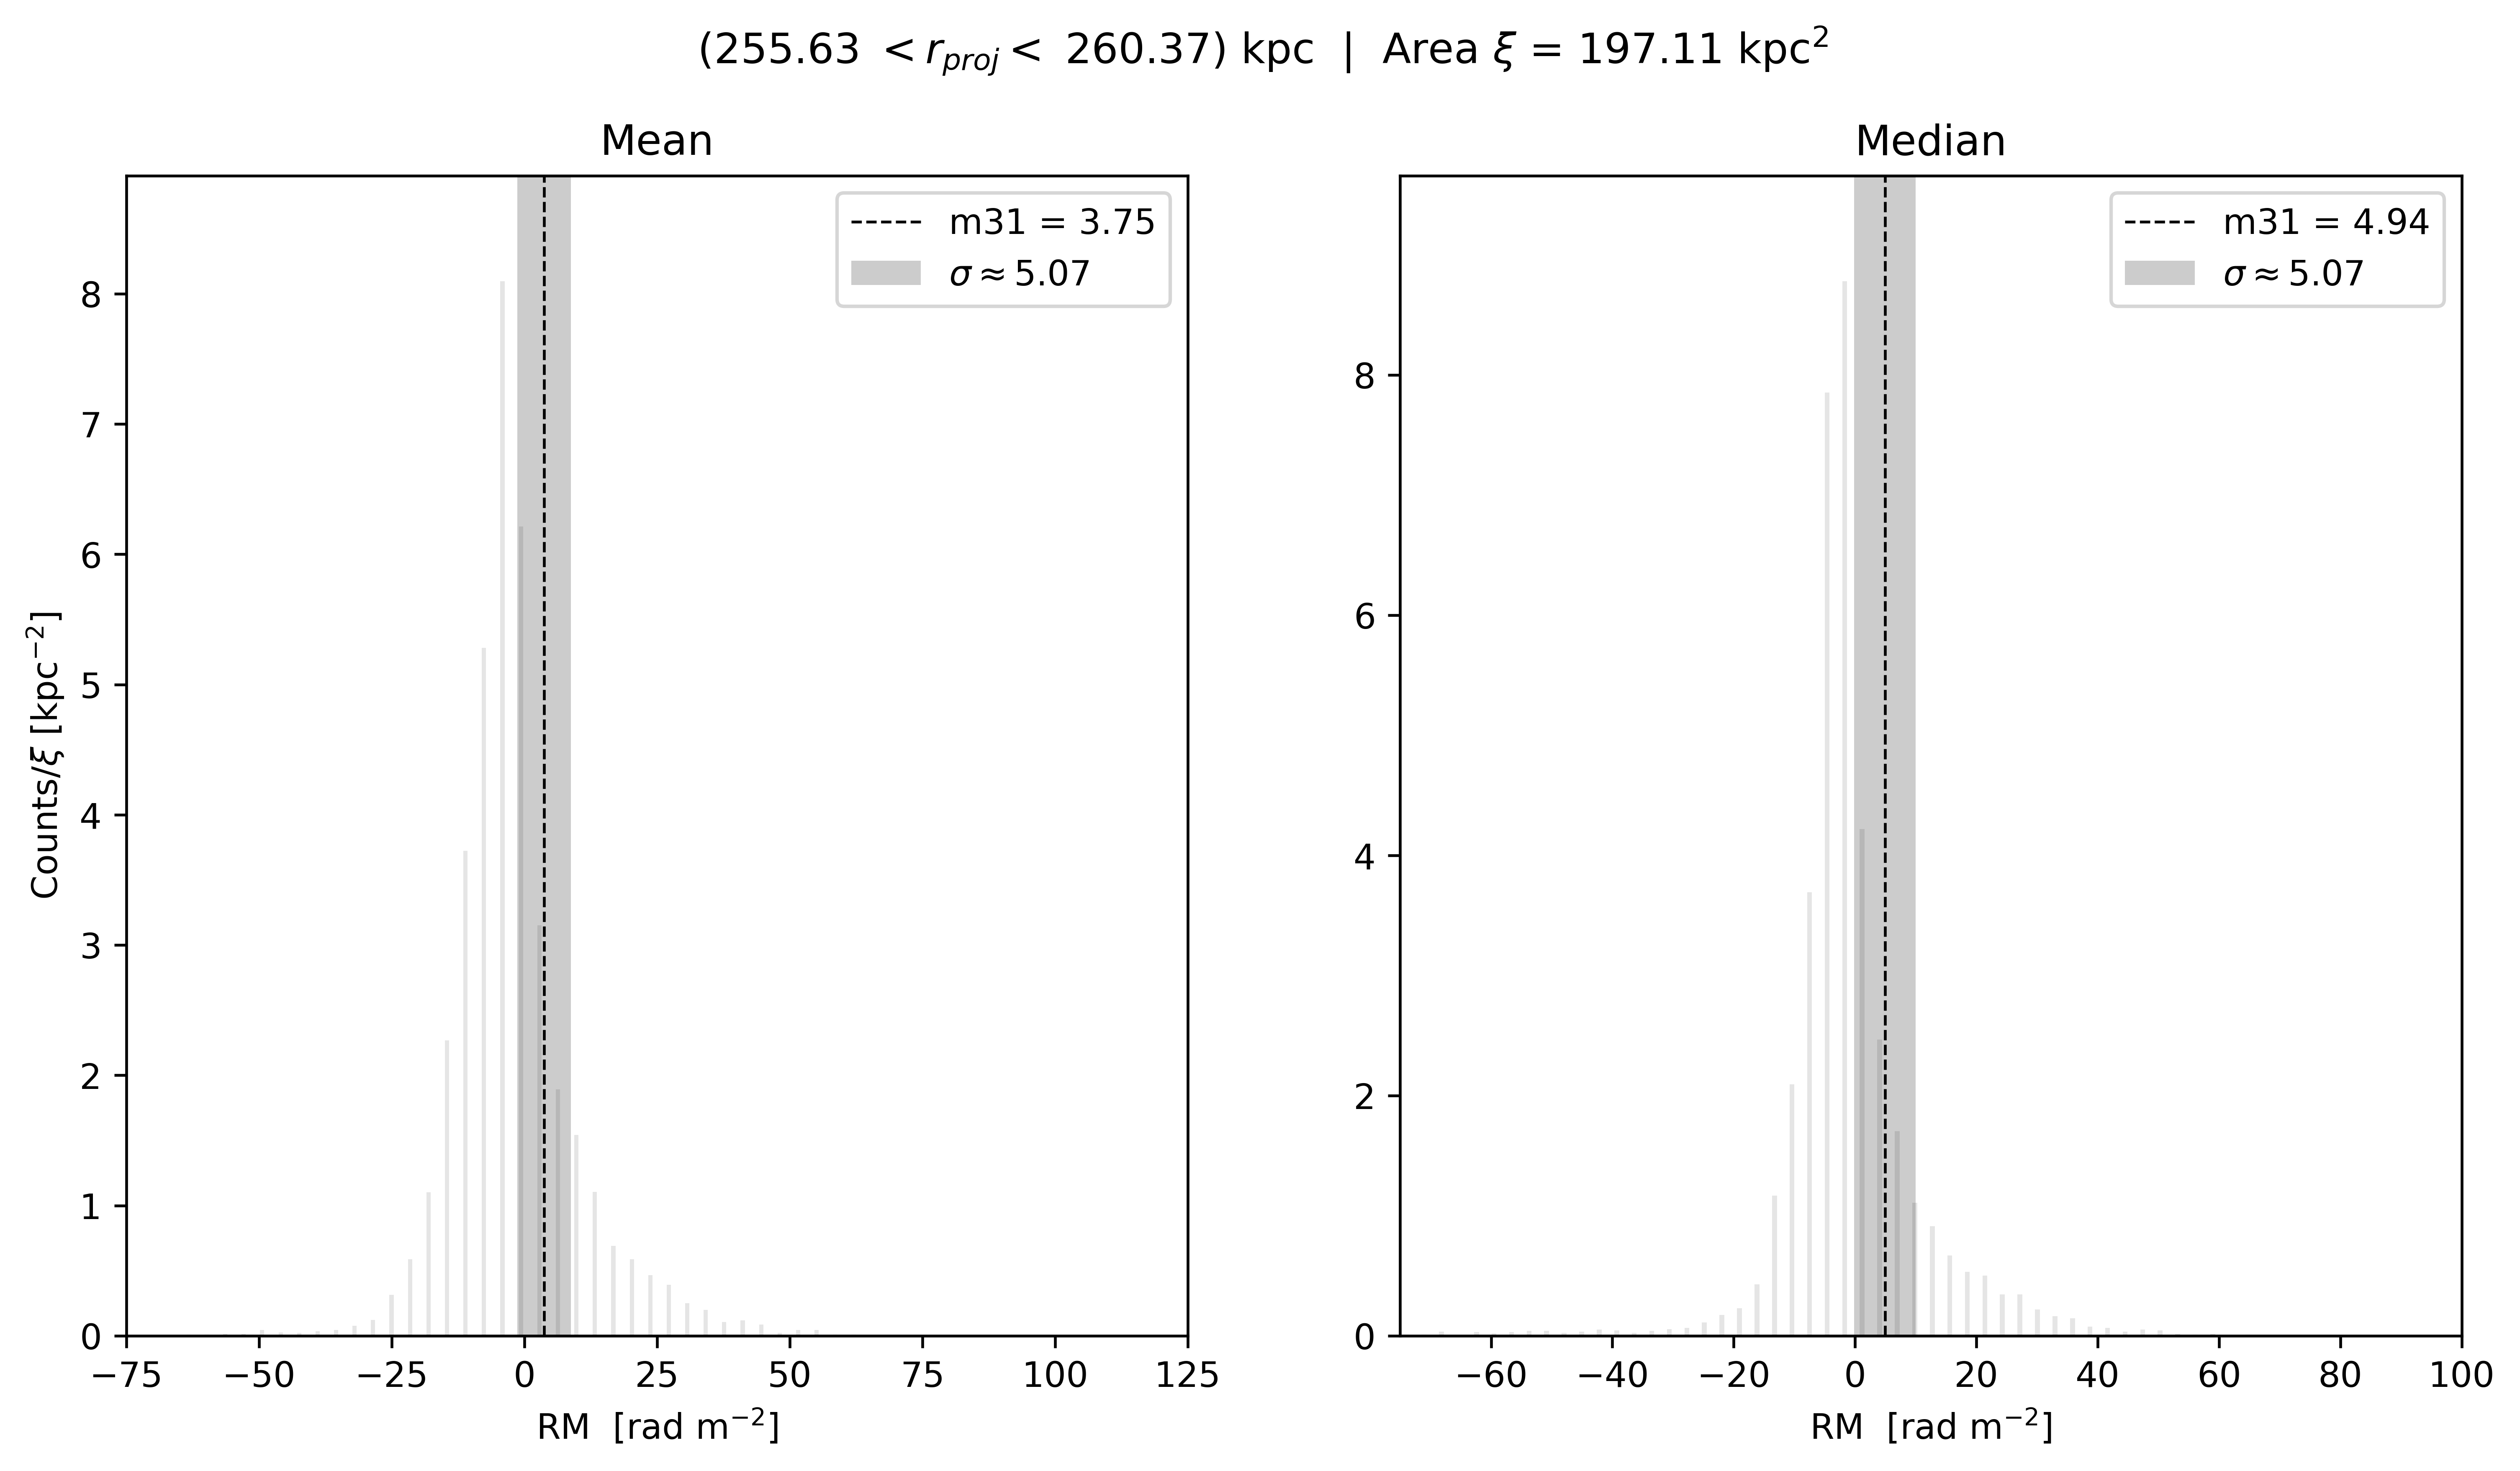 (255.63 < r_proj < 260.37) kpc | Area ξ = 197.11 kpc²
Mean
m31 = 3.75
σ ≈ 5.07
Counts/ξ [kpc⁻²]
8
7
6
5
4
3
2
1
0
−75 −50 −25 0 25 50 75 100 125
RM [rad m⁻²]
Median
m31 = 4.94
σ ≈ 5.07
8
6
4
2
0
−60 −40 −20 0 20 40 60 80 100
RM [rad m⁻²]